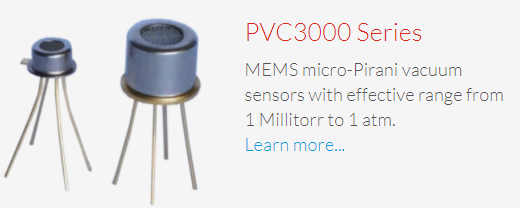 PVC3000 Series
MEMS micro-Pirani vacuum
sensors with effective range from
1 Millitorr to 1 atm.
Learn more...